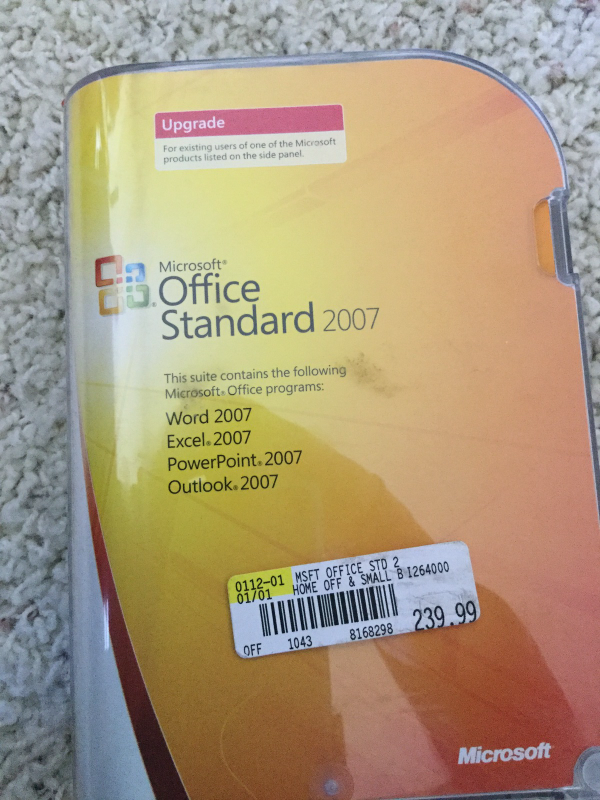 Upgrade
For existing users of one of the Microsoft
products listed on the side panel.
Microsoft®
Office
Standard 2007
This suite contains the following
Microsoft® Office programs:
Word 2007
Excel® 2007
PowerPoint® 2007
Outlook® 2007
0112-01 MSFT OFFICE STD 2
01/01 HOME OFF & SMALL B I264000
239.99
OFF 1043 8168298
Microsoft®